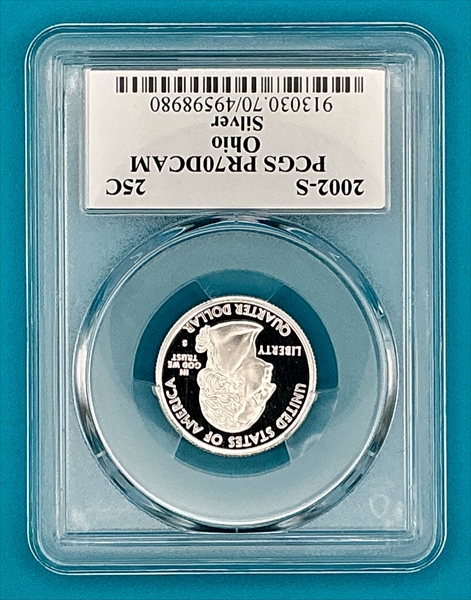 2002-S 25C
PCGS PR70DCAM
Ohio
Silver
913030.70/49598980
UNITED STATES OF AMERICA
LIBERTY
IN
GOD WE
TRUST
S
QUARTER DOLLAR